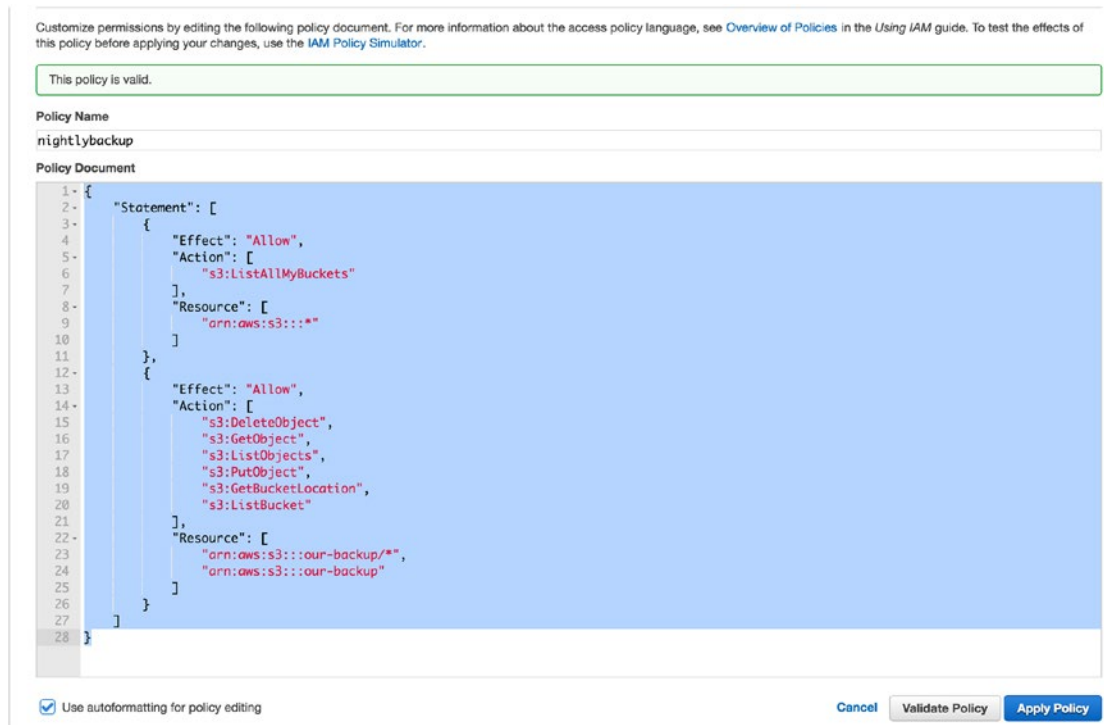 Customize permissions by editing the following policy document. For more information about the access policy language, see Overview of Policies in the Using IAM guide. To test the effects of
this policy before applying your changes, use the IAM Policy Simulator.
This policy is valid.
Policy Name
nightlybackup
Policy Document
1 {
2 "Statement": [
3 {
4 "Effect": "Allow",
5 "Action": [
6 "s3:ListAllMyBuckets"
7 ],
8 "Resource": [
9 "arn:aws:s3:::*"
10 ]
11 },
12 {
13 "Effect": "Allow",
14 "Action": [
15 "s3:DeleteObject",
16 "s3:GetObject",
17 "s3:ListObjects",
18 "s3:PutObject",
19 "s3:GetBucketLocation",
20 "s3:ListBucket"
21 ],
22 "Resource": [
23 "arn:aws:s3:::our-backup/*",
24 "arn:aws:s3:::our-backup"
25 ]
26 }
27 ]
28 }
Use autoformatting for policy editing Cancel Validate Policy Apply Policy